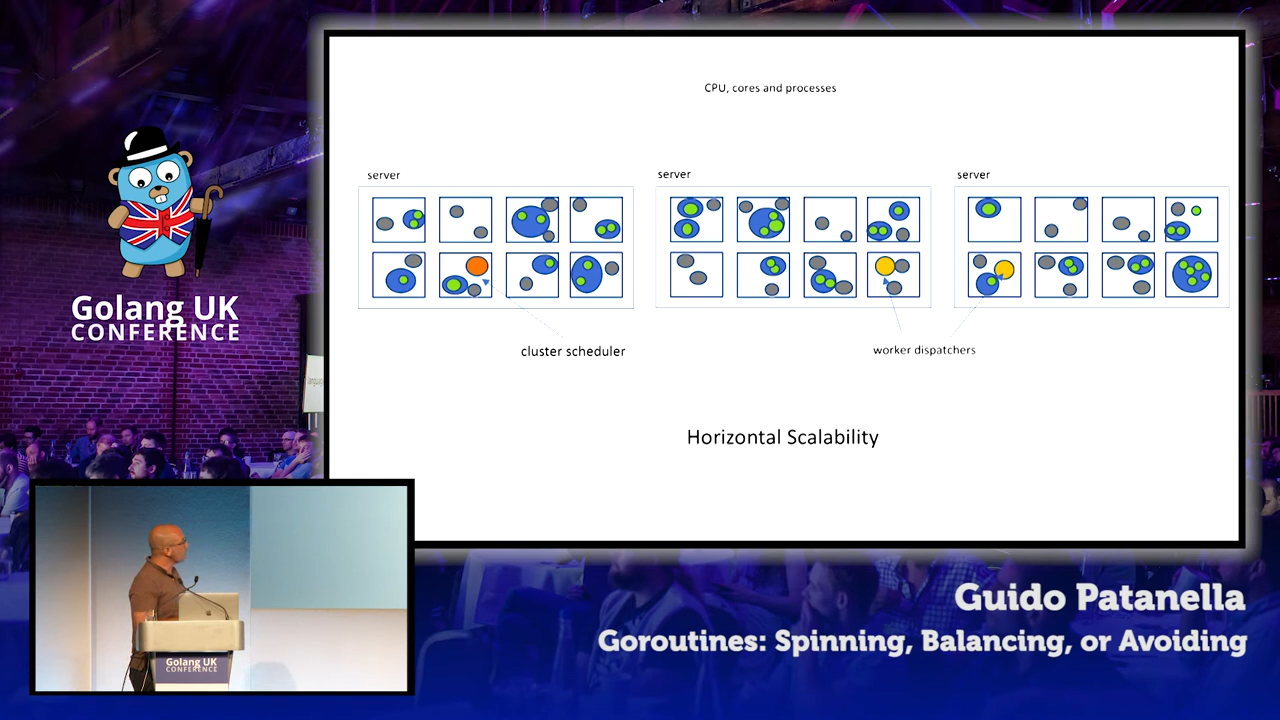 CPU, cores and processes
server
server
server
cluster scheduler
worker dispatchers
Horizontal Scalability
Golang UK
CONFERENCE
Golang UK
CONFERENCE
Guido Patanella
Goroutines: Spinning, Balancing, or Avoiding